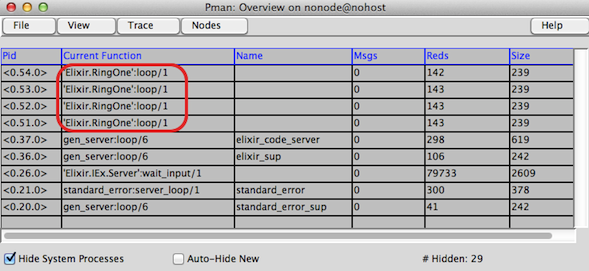 Pman: Overview on nonode@nohost
File View Trace Nodes Help
Pid Current Function Name Msgs Reds Size
<0.54.0> 'Elixir.RingOne':loop/1 0 142 239
<0.53.0> 'Elixir.RingOne':loop/1 0 143 239
<0.52.0> 'Elixir.RingOne':loop/1 0 143 239
<0.51.0> 'Elixir.RingOne':loop/1 0 143 239
<0.37.0> gen_server:loop/6 elixir_code_server 0 298 619
<0.36.0> gen_server:loop/6 elixir_sup 0 106 242
<0.26.0> 'Elixir.IEx.Server':wait_input/1 0 79733 2609
<0.21.0> standard_error:server_loop/1 standard_error 0 300 378
<0.20.0> gen_server:loop/6 standard_error_sup 0 41 242
Hide System Processes Auto-Hide New # Hidden: 29